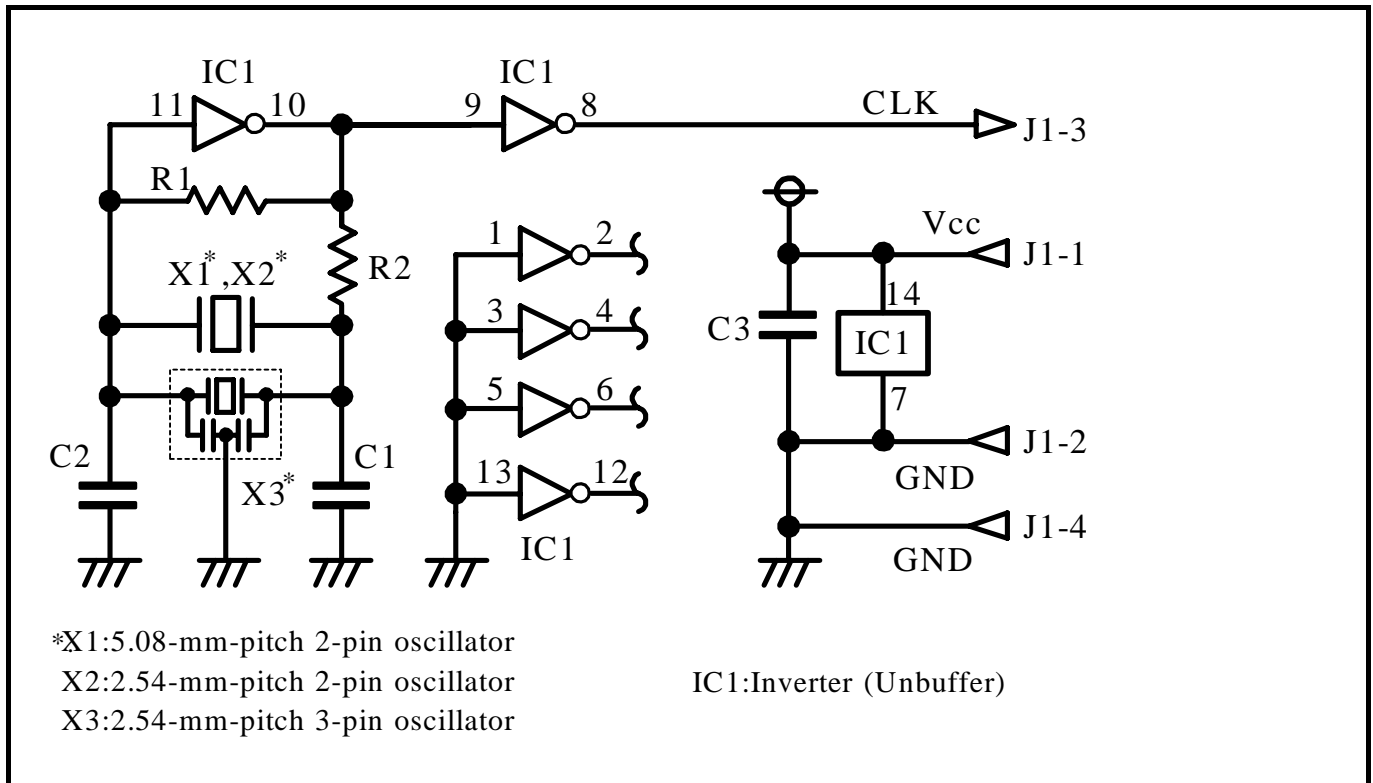 IC1 IC1
11 10 9 8 CLK J1-3
R1
1 2 Vcc J1-1
R2
X1*,X2*
3 4 14
C3 IC1
5 6 7
C2 C1 J1-2
X3* 13 12 GND
IC1 J1-4
GND
*X1:5.08-mm-pitch 2-pin oscillator
X2:2.54-mm-pitch 2-pin oscillator IC1:Inverter (Unbuffer)
X3:2.54-mm-pitch 3-pin oscillator